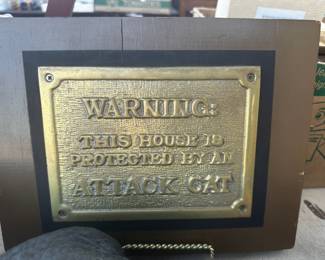 WARNING:
THIS HOUSE IS
PROTECTED BY AN
ATTACK CAT